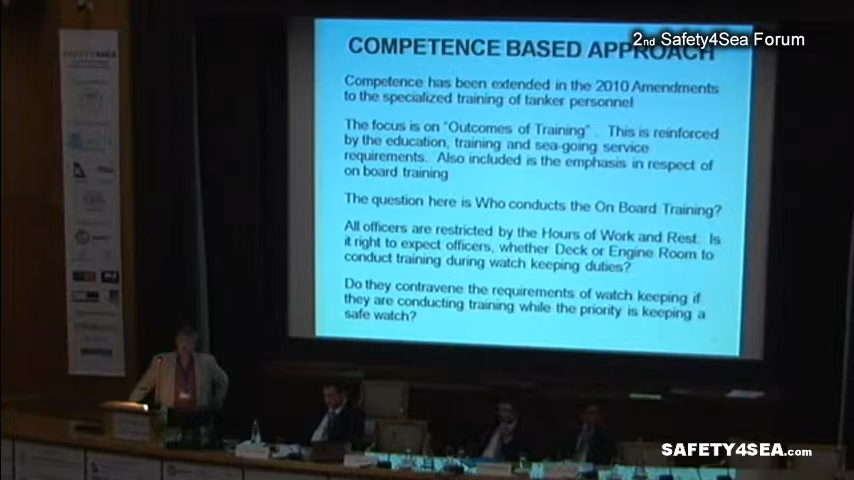 2nd Safety4Sea Forum
COMPETENCE BASED APPROACH
Competence has been extended in the 2010 Amendments
to the specialized training of tanker personnel
The focus is on "Outcomes of Training" . This is reinforced
by the education, training and sea-going service
requirements. Also included is the emphasis in respect of
on board training
The question here is Who conducts the On Board Training?
All officers are restricted by the Hours of Work and Rest. Is
it right to expect officers, whether Deck or Engine Room to
conduct training during watch keeping duties?
Do they contravene the requirements of watch keeping if
they are conducting training while the priority is keeping a
safe watch?
SAFETY4SEA
SAFETY4SEA.com